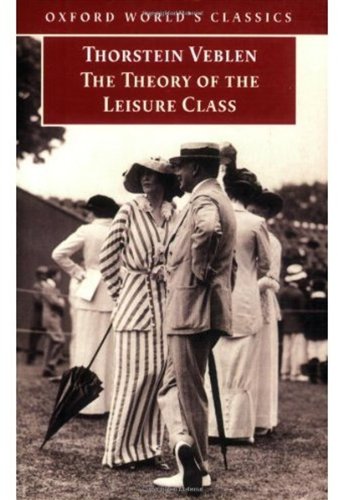 OXFORD WORLD'S CLASSICS
THORSTEIN VEBLEN
THE THEORY OF THE
LEISURE CLASS